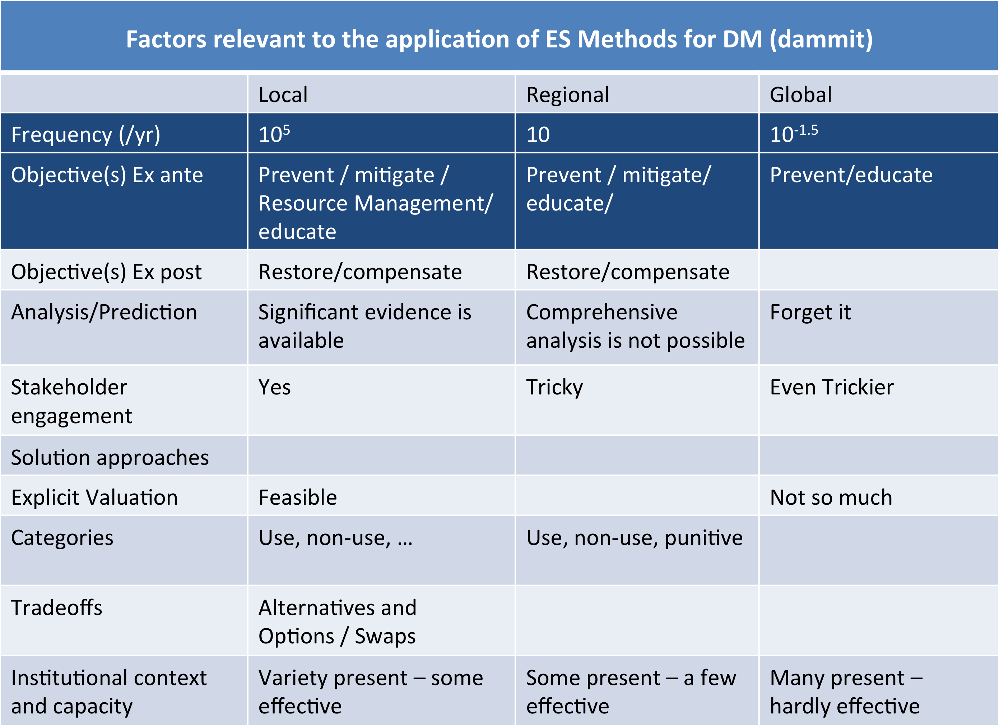 Factors relevant to the application of ES Methods for DM (dammit)
Local Regional Global
Frequency (/yr) 10⁵ 10 10⁻¹·⁵
Objective(s) Ex ante Prevent / mitigate / Prevent / mitigate/ Prevent/educate
Resource Management/ educate/
educate
Objective(s) Ex post Restore/compensate Restore/compensate
Analysis/Prediction Significant evidence is Comprehensive Forget it
available analysis is not possible
Stakeholder Yes Tricky Even Trickier
engagement
Solution approaches
Explicit Valuation Feasible Not so much
Categories Use, non-use, ... Use, non-use, punitive
Tradeoffs Alternatives and
Options / Swaps
Institutional context Variety present – some Some present – a few Many present –
and capacity effective effective hardly effective